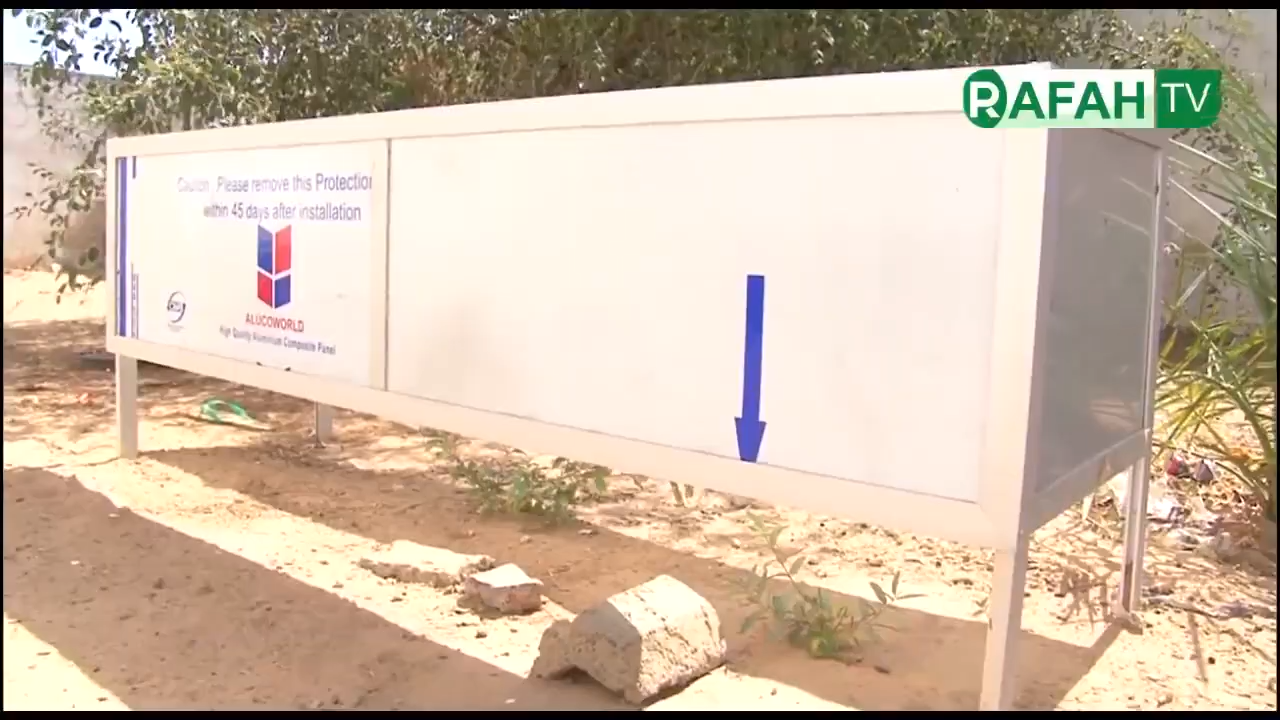 RAFAH TV
Caution Please remove this Protection
within 45 days after installation
ALUCOWORLD
High Quality Aluminium Composite Panel